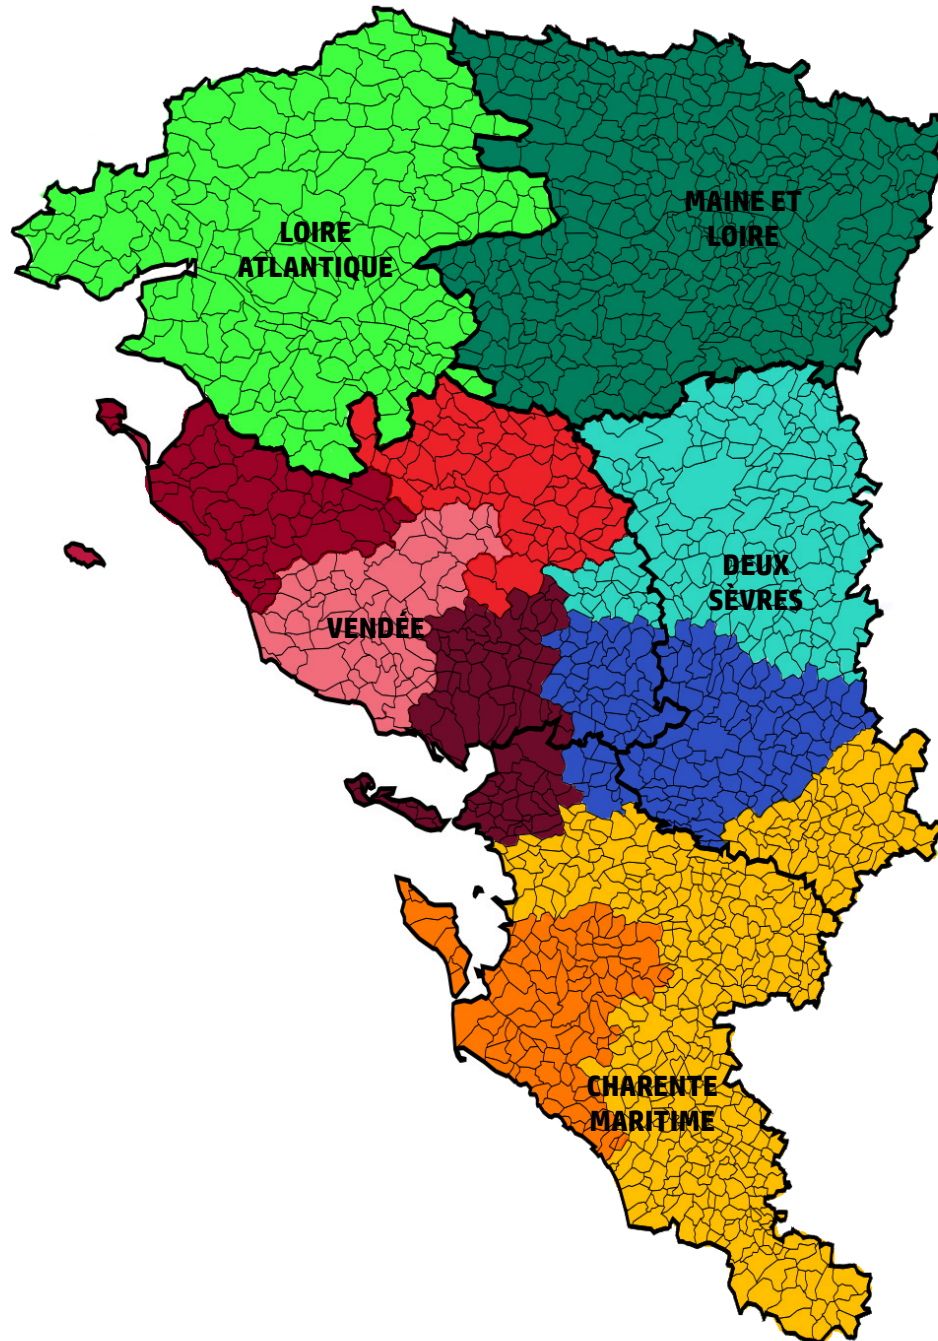 MAINE ET
LOIRE
LOIRE
ATLANTIQUE
DEUX
SÈVRES
VENDÉE
CHARENTE
MARITIME